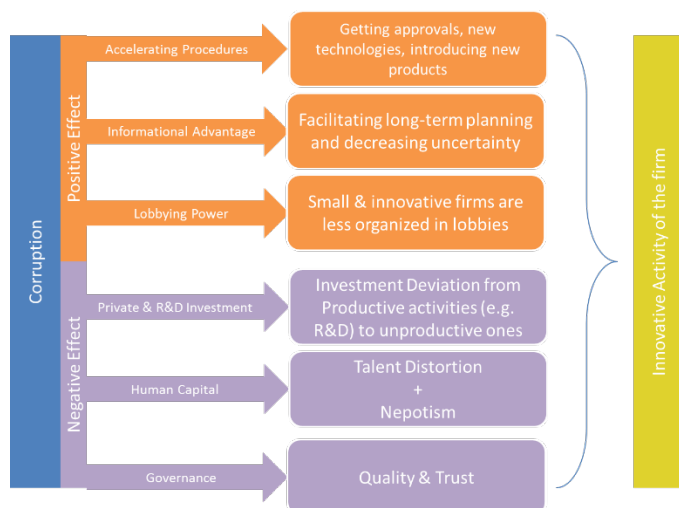 Corruption
Positive Effect
Accelerating Procedures
Getting approvals, new
technologies, introducing new
products
Informational Advantage
Facilitating long-term planning
and decreasing uncertainty
Lobbying Power
Small & innovative firms are
less organized in lobbies
Negative Effect
Private & R&D Investment
Investment Deviation from
Productive activities (e.g.
R&D) to unproductive ones
Human Capital
Talent Distortion
+
Nepotism
Governance
Quality & Trust
Innovative Activity of the firm